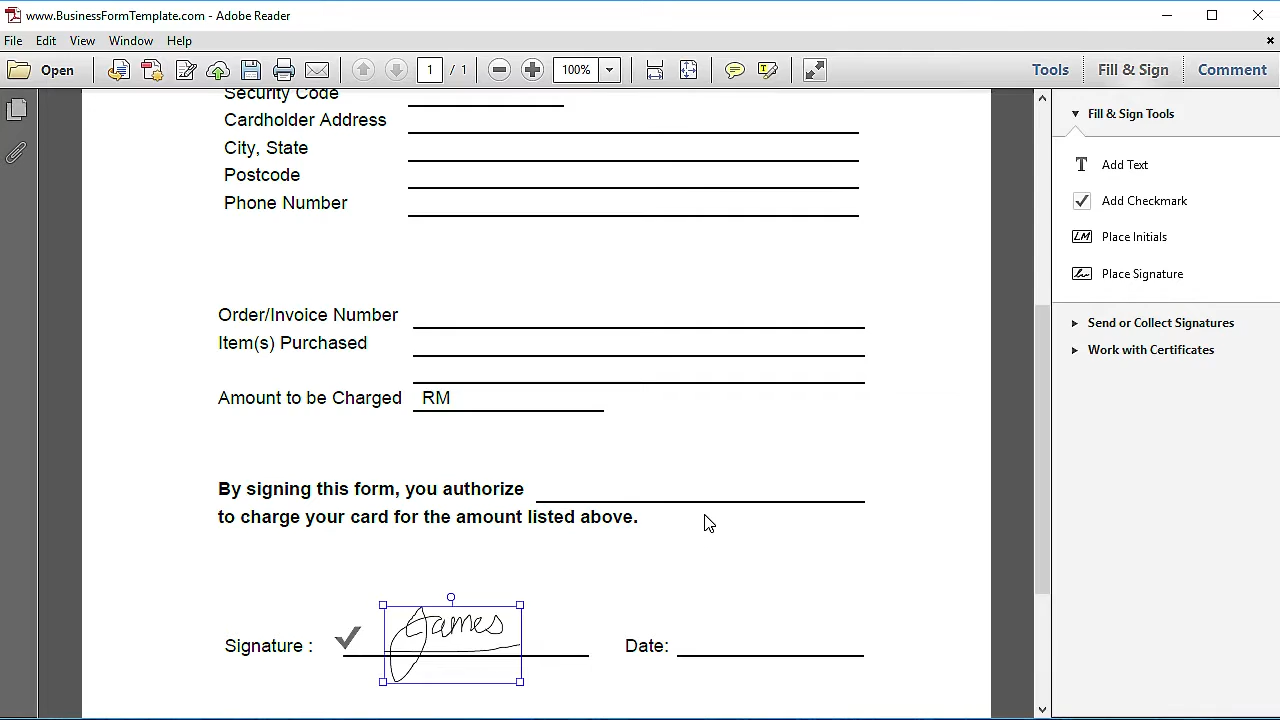 www.BusinessFormTemplate.com - Adobe Reader
File Edit View Window Help
Open 1 / 1 100% Tools Fill & Sign Comment
Security Code
Cardholder Address
City, State
Postcode
Phone Number
Order/Invoice Number
Item(s) Purchased
Amount to be Charged RM
By signing this form, you authorize
to charge your card for the amount listed above.
Signature : James Date:
Fill & Sign Tools
T Add Text
Add Checkmark
LM Place Initials
Place Signature
Send or Collect Signatures
Work with Certificates